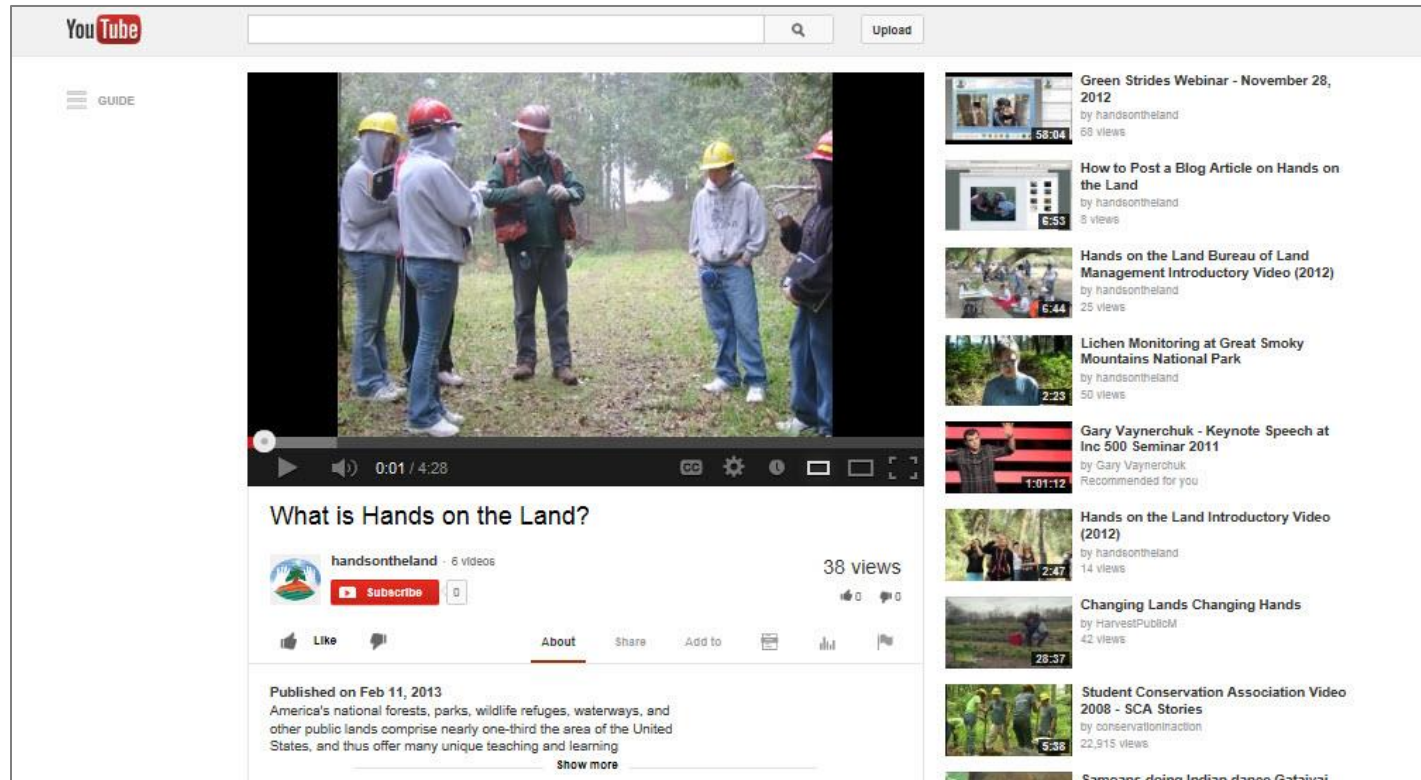 You Tube
Upload
GUIDE
0:01 / 4:28
CC
What is Hands on the Land?
handsontheland · 6 videos
Subscribe 0
38 views
0 0
Like
About Share Add to
Published on Feb 11, 2013
America's national forests, parks, wildlife refuges, waterways, and
other public lands comprise nearly one-third the area of the United
States, and thus offer many unique teaching and learning
Show more
58:04
Green Strides Webinar - November 28,
2012
by handsontheland
68 views
6:53
How to Post a Blog Article on Hands on
the Land
by handsontheland
8 views
6:44
Hands on the Land Bureau of Land
Management Introductory Video (2012)
by handsontheland
25 views
2:23
Lichen Monitoring at Great Smoky
Mountains National Park
by handsontheland
50 views
1:01:12
Gary Vaynerchuk - Keynote Speech at
Inc 500 Seminar 2011
by Gary Vaynerchuk
Recommended for you
2:47
Hands on the Land Introductory Video
(2012)
by handsontheland
14 views
28:37
Changing Lands Changing Hands
by HarvestPublicM
42 views
5:38
Student Conservation Association Video
2008 - SCA Stories
by conservationinaction
22,915 views
Samoans doing Indian dance Gataivai